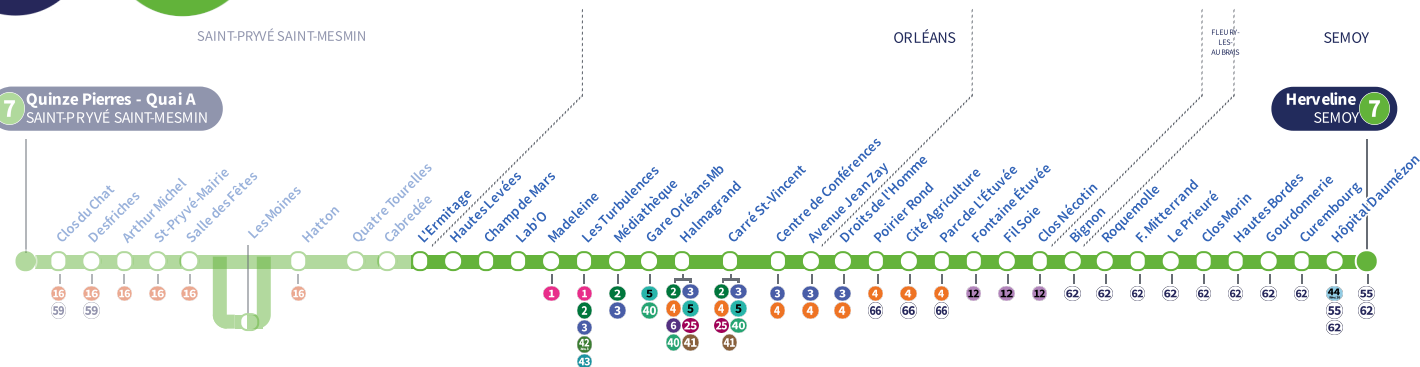 SAINT-PRYVÉ SAINT-MESMIN
ORLÉANS
FLEURY-
LES-
AUBRAIS
SEMOY
7
Quinze Pierres - Quai A
SAINT-PRYVÉ SAINT-MESMIN
Herveline
SEMOY
7
Clos du Chat
Desfriches
Arthur Michel
St-Pryvé-Mairie
Salle des Fêtes
Les Moines
Hatton
Quatre Tourelles
Cabredée
L'Ermitage
Hautes Levées
Champ de Mars
Lab'O
Madeleine
Les Turbulences
Médiathèque
Gare Orléans Mb
Halmagrand
Carré St-Vincent
Centre de Conférences
Avenue Jean Zay
Droits de l'Homme
Poirier Rond
Cité Agriculture
Parc de L'Étuvée
Fontaine Étuvée
Fil Soie
Clos Nécotin
Bignon
Roquemolle
F. Mitterrand
Le Prieuré
Clos Morin
Hautes Bordes
Gourdonnerie
Curembourg
Hôpital Daumézon
16 16 16 16 16 16 1 1 2 5 2 3 2 3 3 3 3 4 4 4 12 12 12 62 62 62 62 62 62 62 62 44 55
59 59 2 3 40 4 5 4 5 4 4 4 66 66 66 55 62
3 6 25 25 40 62
42 40 41 41
43